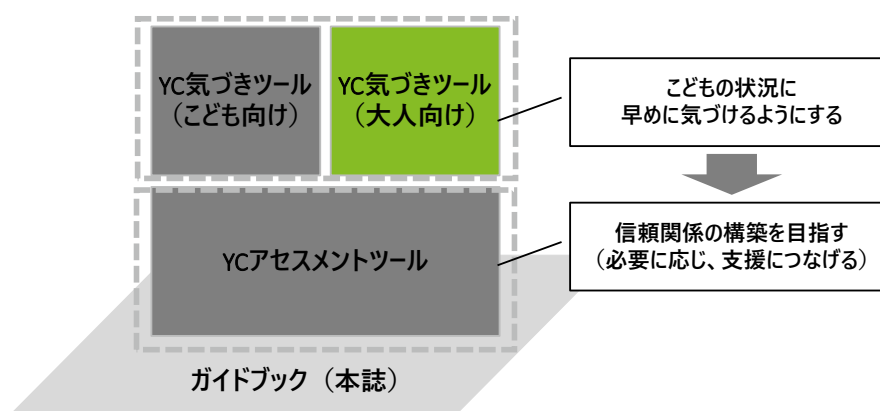 YC気づきツール
（こども向け）
YC気づきツール
（大人向け）
こどもの状況に
早めに気づけるようにする
YCアセスメントツール
信頼関係の構築を目指す
（必要に応じ、支援につなげる）
ガイドブック（本誌）